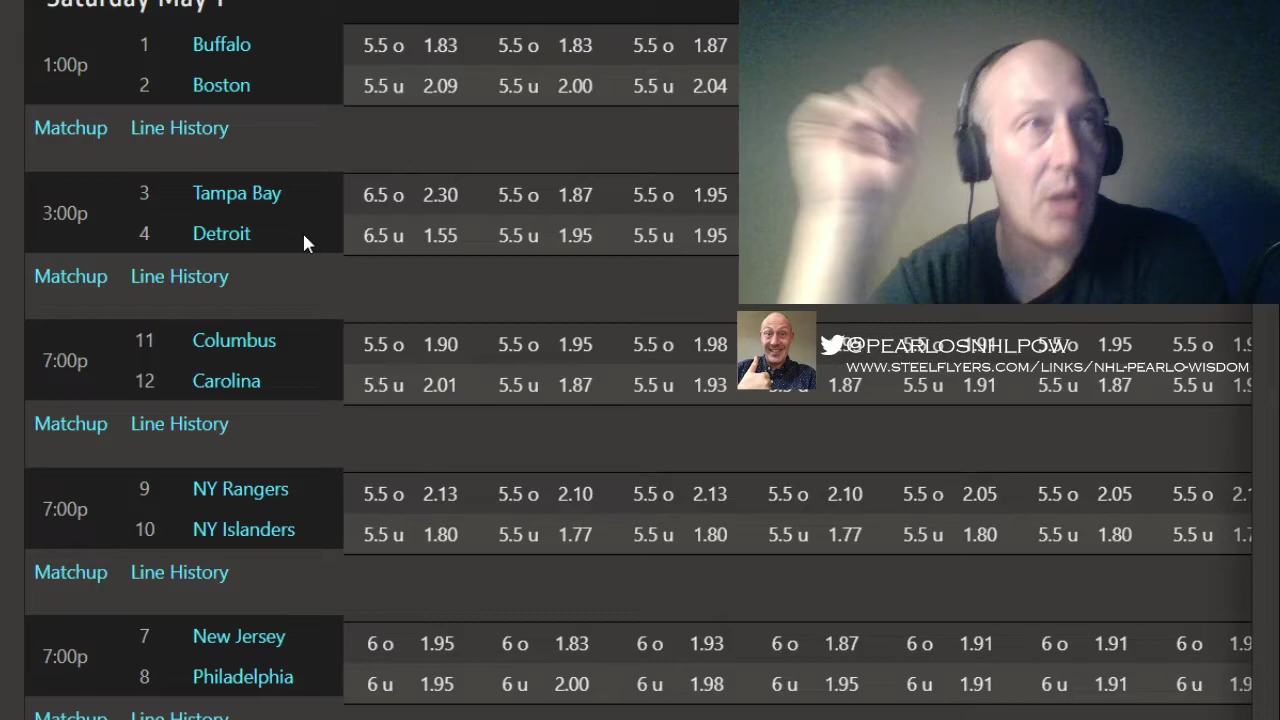 Saturday May 1
1:00p 1 Buffalo 5.5 o 1.83 5.5 o 1.83 5.5 o 1.87
2 Boston 5.5 u 2.09 5.5 u 2.00 5.5 u 2.04
Matchup Line History
3:00p 3 Tampa Bay 6.5 o 2.30 5.5 o 1.87 5.5 o 1.95
4 Detroit 6.5 u 1.55 5.5 u 1.95 5.5 u 1.95
Matchup Line History
7:00p 11 Columbus 5.5 o 1.90 5.5 o 1.95 5.5 o 1.98 5.5 o 1.95 5.5 o
@PEARLOSNHLPOW
WWW.STEELFLYERS.COM/LINKS/NHL-PEARLO-WISDOM
12 Carolina 5.5 u 2.01 5.5 u 1.87 5.5 u 1.93 5.5 u 1.87 5.5 u 1.91 5.5 u 1.87 5.5 u
Matchup Line History
7:00p 9 NY Rangers 5.5 o 2.13 5.5 o 2.10 5.5 o 2.13 5.5 o 2.10 5.5 o 2.05 5.5 o 2.05 5.5 o
10 NY Islanders 5.5 u 1.80 5.5 u 1.77 5.5 u 1.80 5.5 u 1.77 5.5 u 1.80 5.5 u 1.80 5.5 u
Matchup Line History
7:00p 7 New Jersey 6 o 1.95 6 o 1.83 6 o 1.93 6 o 1.87 6 o 1.91 6 o 1.91 6 o
8 Philadelphia 6 u 1.95 6 u 2.00 6 u 1.98 6 u 1.95 6 u 1.91 6 u 1.91 6 u
Matchup Line History